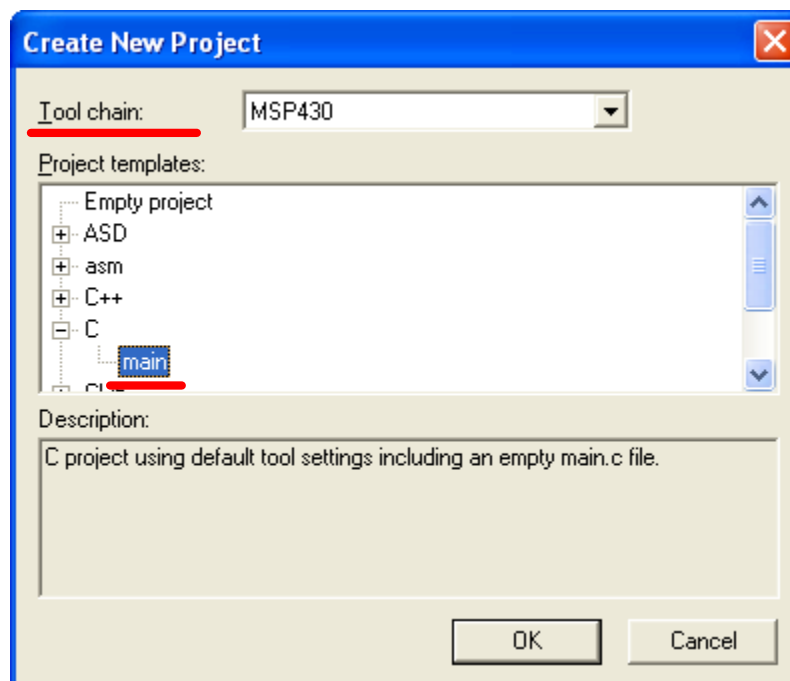 Create New Project
Tool chain: MSP430
Project templates:
Empty project
ASD
asm
C++
C
main
Description:
C project using default tool settings including an empty main.c file.
OK Cancel